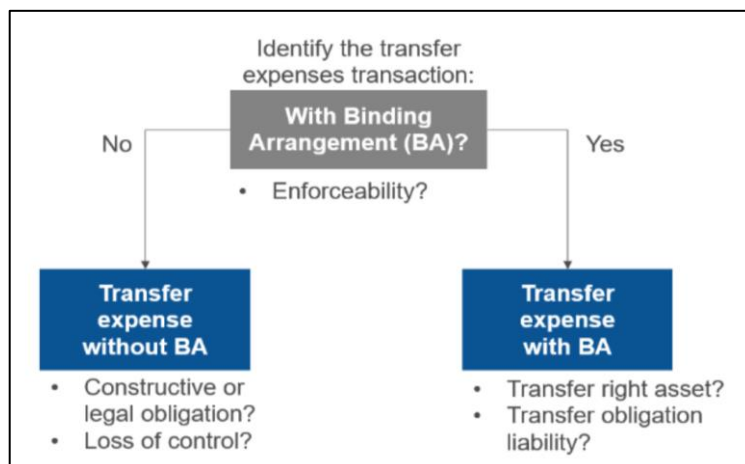 Identify the transfer
expenses transaction:
With Binding
Arrangement (BA)?
No
Yes
• Enforceability?
Transfer
expense
without BA
• Constructive or
legal obligation?
• Loss of control?
Transfer
expense
with BA
• Transfer right asset?
• Transfer obligation
liability?